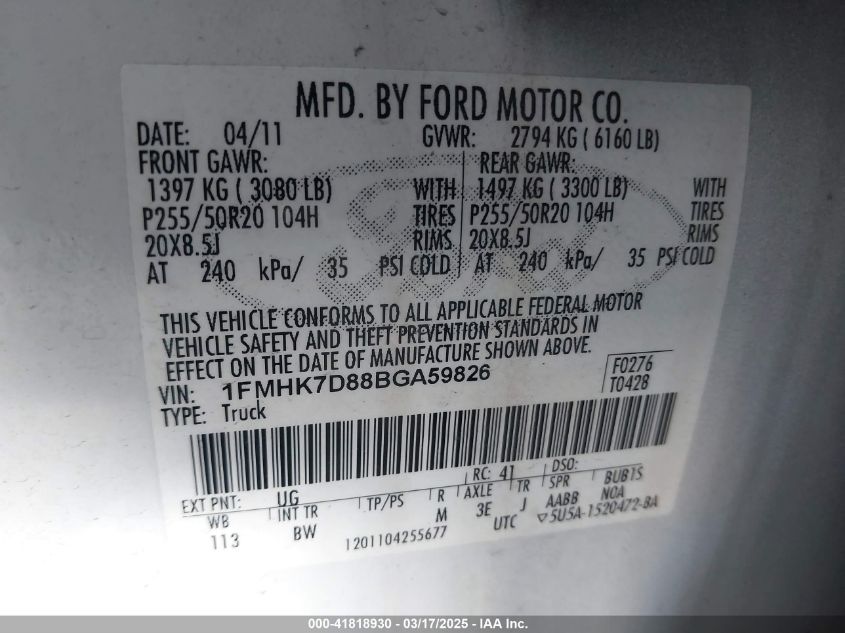 MFD. BY FORD MOTOR CO.
DATE: 04/11 GVWR: 2794 KG ( 6160 LB)
FRONT GAWR: REAR GAWR:
1397 KG ( 3080 LB) WITH 1497 KG ( 3300 LB) WITH
P255/50R20 104H TIRES P255/50R20 104H TIRES
20X8.5J RIMS 20X8.5J RIMS
AT 240 kPa/ 35 PSI COLD AT 240 kPa/ 35 PSI COLD
THIS VEHICLE CONFORMS TO ALL APPLICABLE FEDERAL MOTOR
VEHICLE SAFETY AND THEFT PREVENTION STANDARDS IN
EFFECT ON THE DATE OF MANUFACTURE SHOWN ABOVE.
VIN: 1FMHK7D88BGA59826 F0276
TYPE: Truck T0428
RC: 41 DSO:
EXT PNT: UG
WB INT TR TP/PS R AXLE TR SPR BUB1S
113 BW M 3E J AABB NOA
1201104255677 UTC ▽5U5A-1520472-BA
Ford
000-41818930 - 03/17/2025 - IAA Inc.